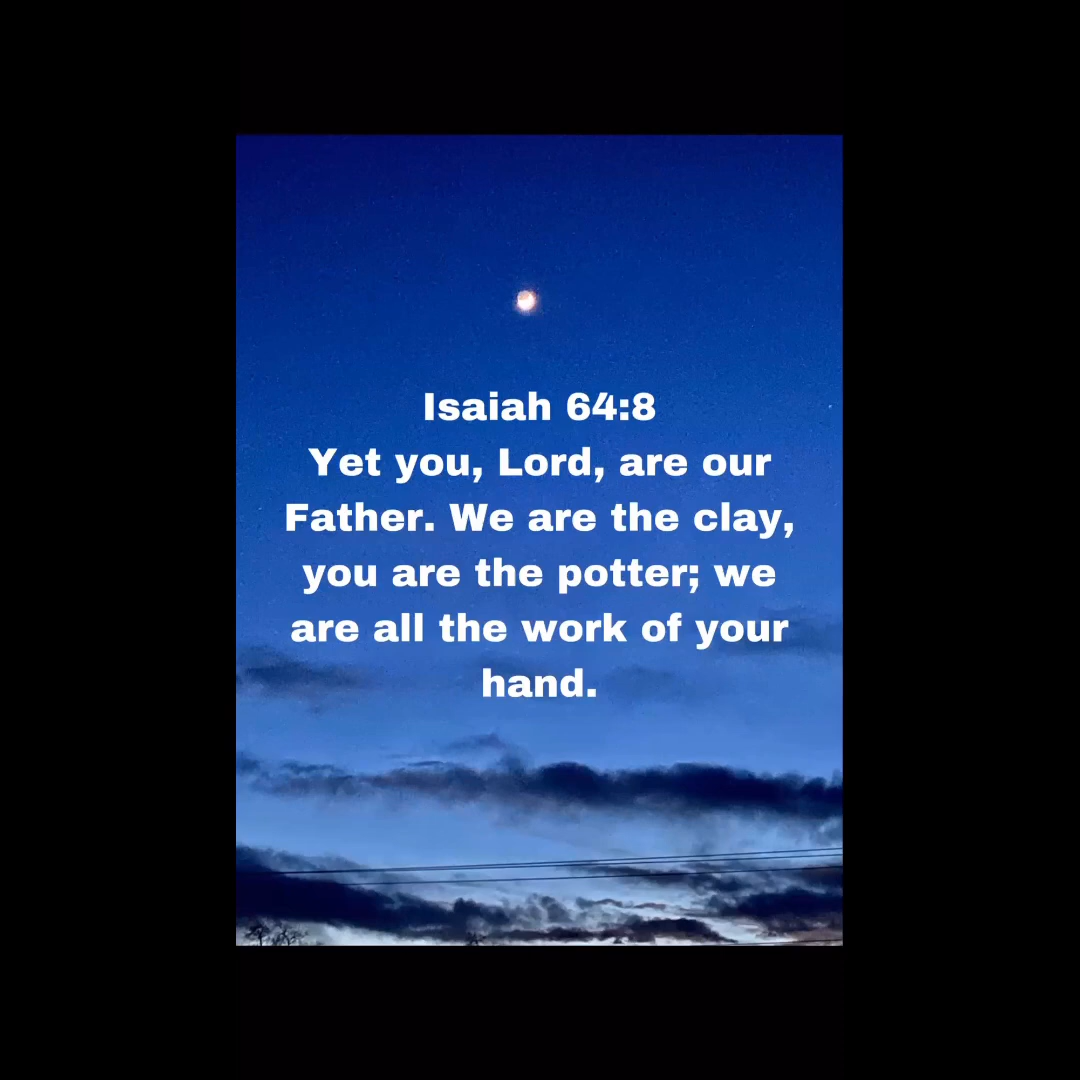 Isaiah 64:8
Yet you, Lord, are our
Father. We are the clay,
you are the potter; we
are all the work of your
hand.